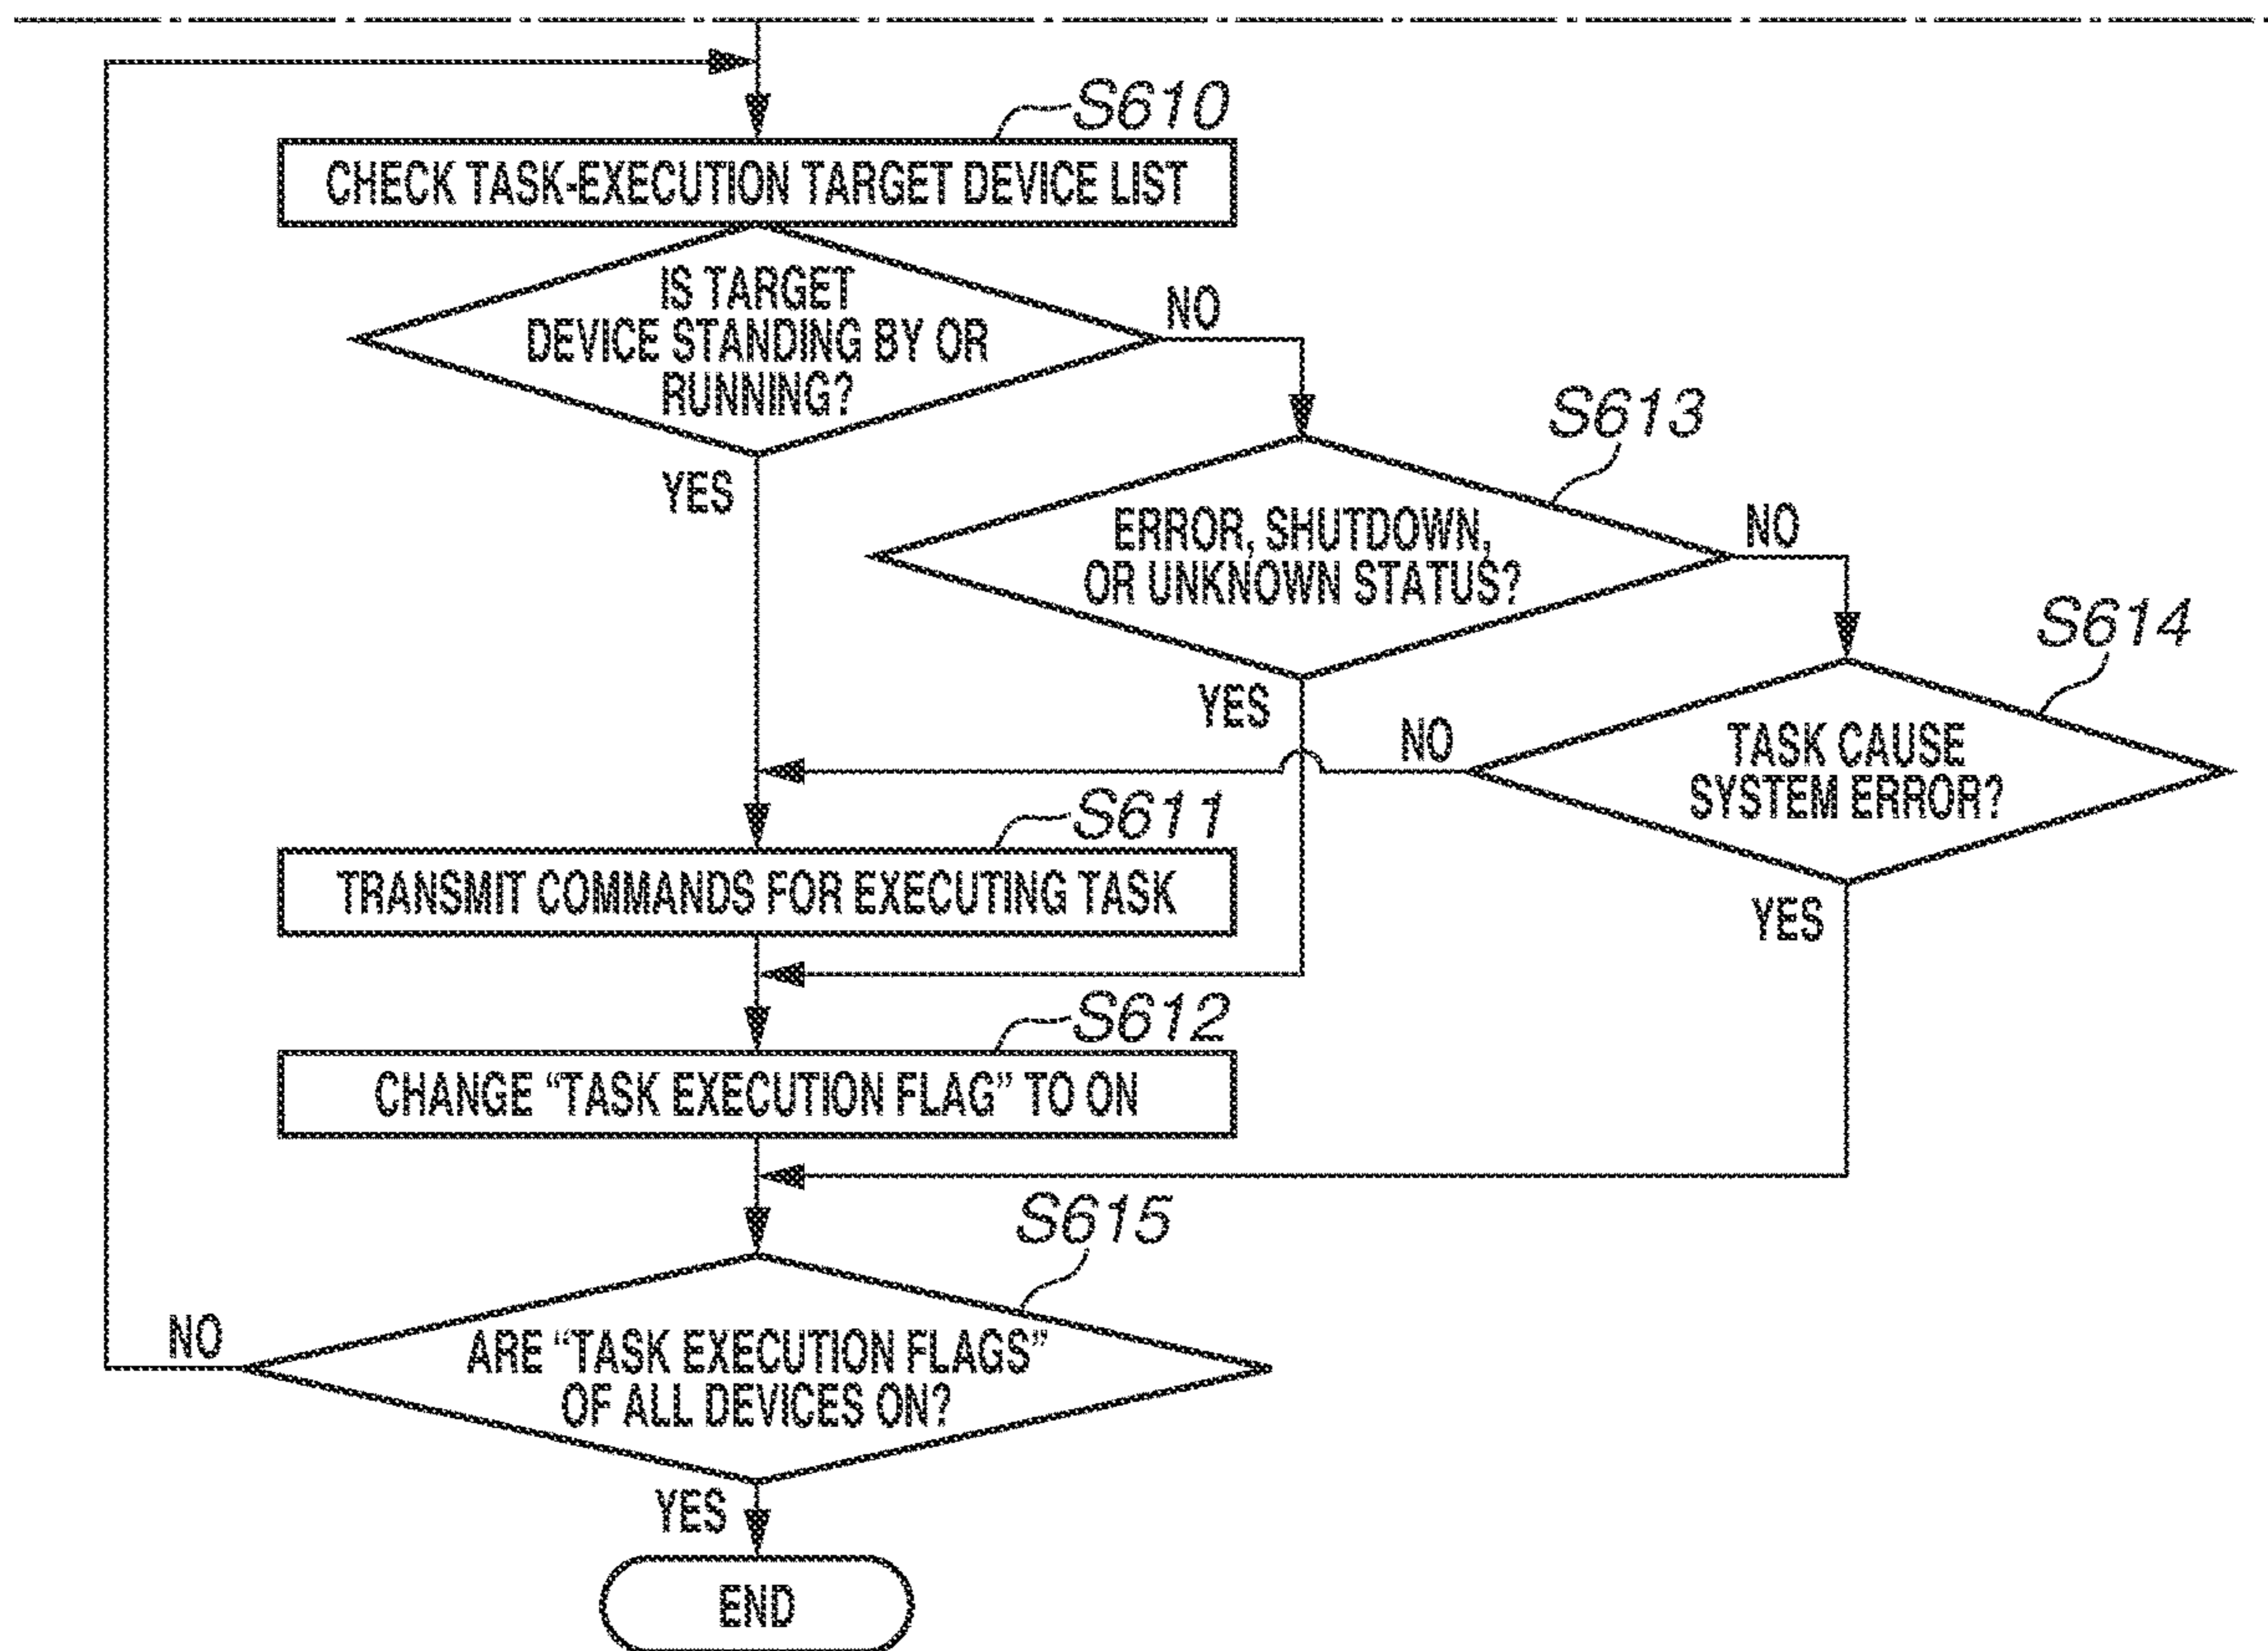 S610
CHECK TASK-EXECUTION TARGET DEVICE LIST
IS TARGET
DEVICE STANDING BY OR
RUNNING?
NO
YES
S613
ERROR, SHUTDOWN,
OR UNKNOWN STATUS?
NO
YES
S614
TASK CAUSE
SYSTEM ERROR?
NO
YES
S611
TRANSMIT COMMANDS FOR EXECUTING TASK
S612
CHANGE “TASK EXECUTION FLAG” TO ON
S615
ARE “TASK EXECUTION FLAGS”
OF ALL DEVICES ON?
NO
YES
END